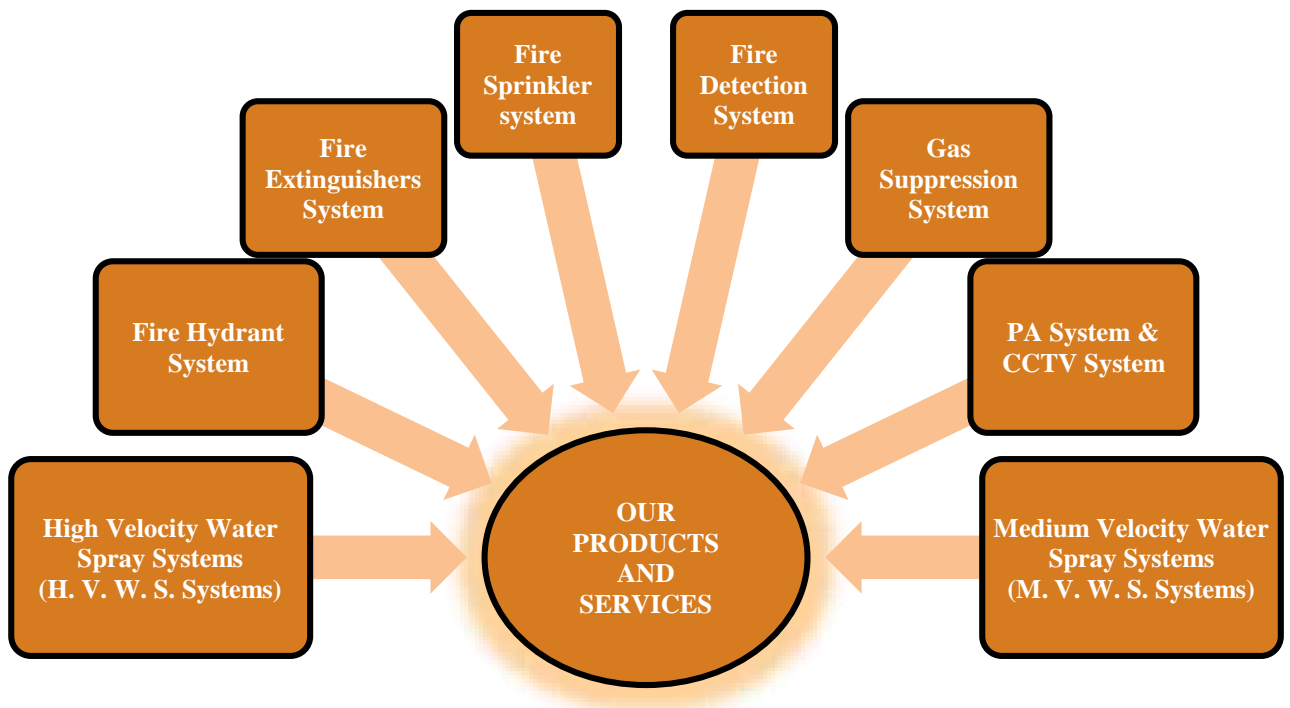 Fire
Sprinkler
system
Fire
Detection
System
Fire
Extinguishers
System
Gas
Suppression
System
Fire Hydrant
System
PA System &
CCTV System
High Velocity Water
Spray Systems
(H. V. W. S. Systems)
OUR
PRODUCTS
AND
SERVICES
Medium Velocity Water
Spray Systems
(M. V. W. S. Systems)